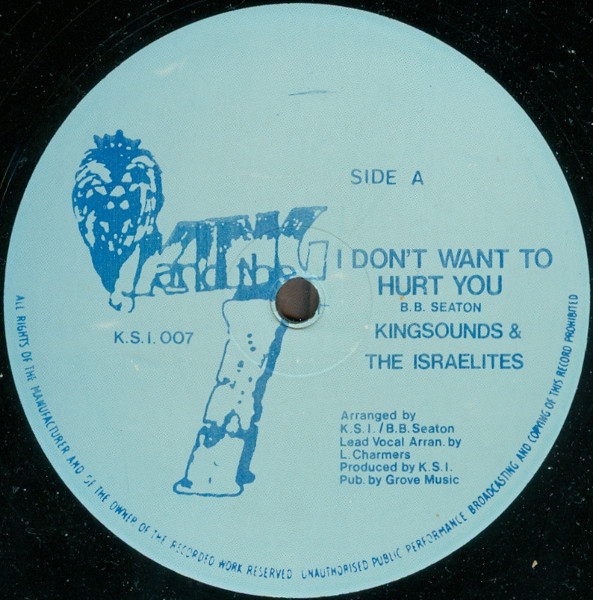 SIDE A
KING
and the
I DON'T WANT TO
HURT YOU
B.B. SEATON
K.S.I. 007
KINGSOUNDS &
THE ISRAELITES
Arranged by
K.S.I./B.B. Seaton
Lead Vocal Arran. by
L. Charmers
Produced by K.S.I.
Pub. by Grove Music
ALL RIGHTS OF THE MANUFACTURER AND OF THE OWNER OF THE RECORDED WORK RESERVED UNAUTHORISED PUBLIC PERFORMANCE BROADCASTING AND COPYING OF THIS RECORD PROHIBITED